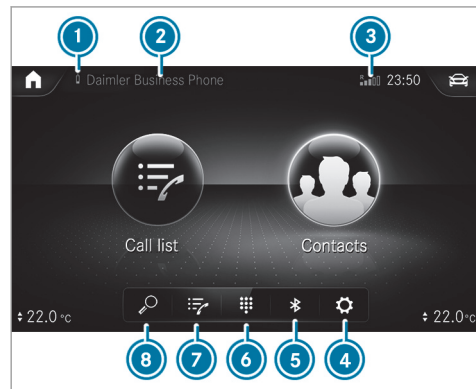 1 2 3
Daimler Business Phone 23:50
Call list Contacts
22.0 °C 22.0 °C
8 7 6 5 4